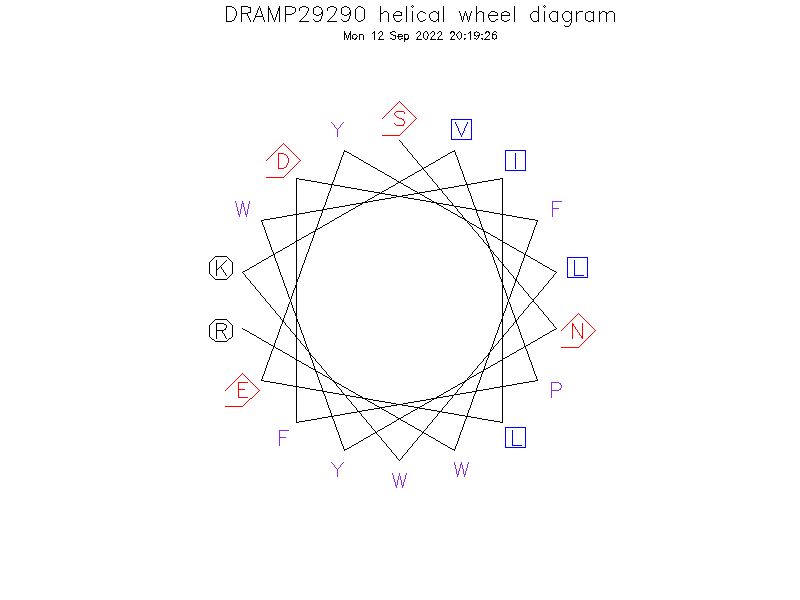 DRAMP29290 helical wheel diagram
Mon 12 Sep 2022 20:19:26
S
Y
V
D
I
W
F
K
L
R
N
E
P
F
L
Y
W
W